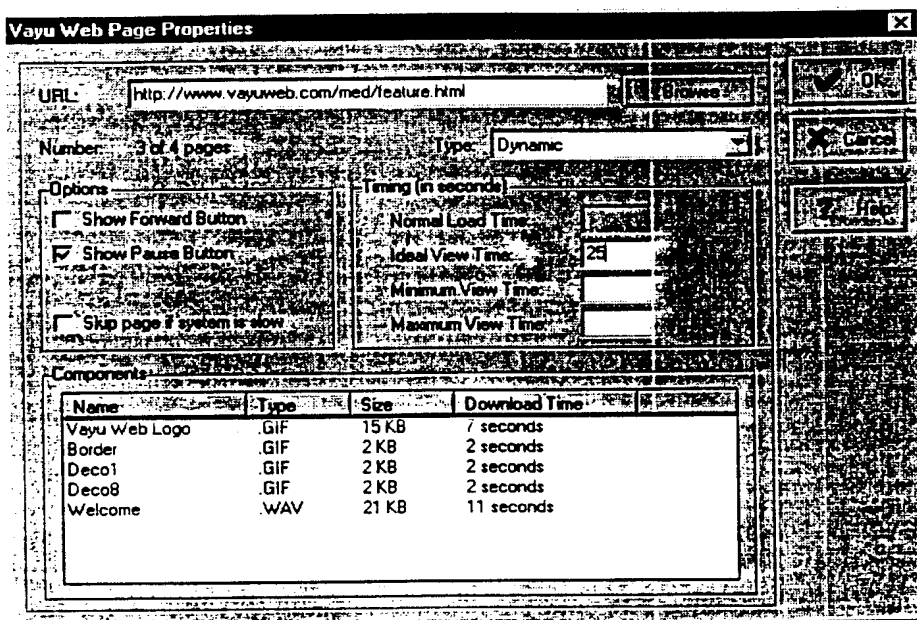 Vayu Web Page Properties
URL: http://www.vayuweb.com/med/feature.html Browse OK
Number: 3 of 4 pages Type: Dynamic Cancel
Options Timing (in seconds) Help
Show Forward Button Normal Load Time:
Show Pause Button Ideal View Time: 25
Minimum View Time:
Skip page if system is slow Maximum View Time:
Components
Name Type Size Download Time
Vayu Web Logo .GIF 15 KB 7 seconds
Border .GIF 2 KB 2 seconds
Deco1 .GIF 2 KB 2 seconds
Deco8 .GIF 2 KB 2 seconds
Welcome .WAV 21 KB 11 seconds